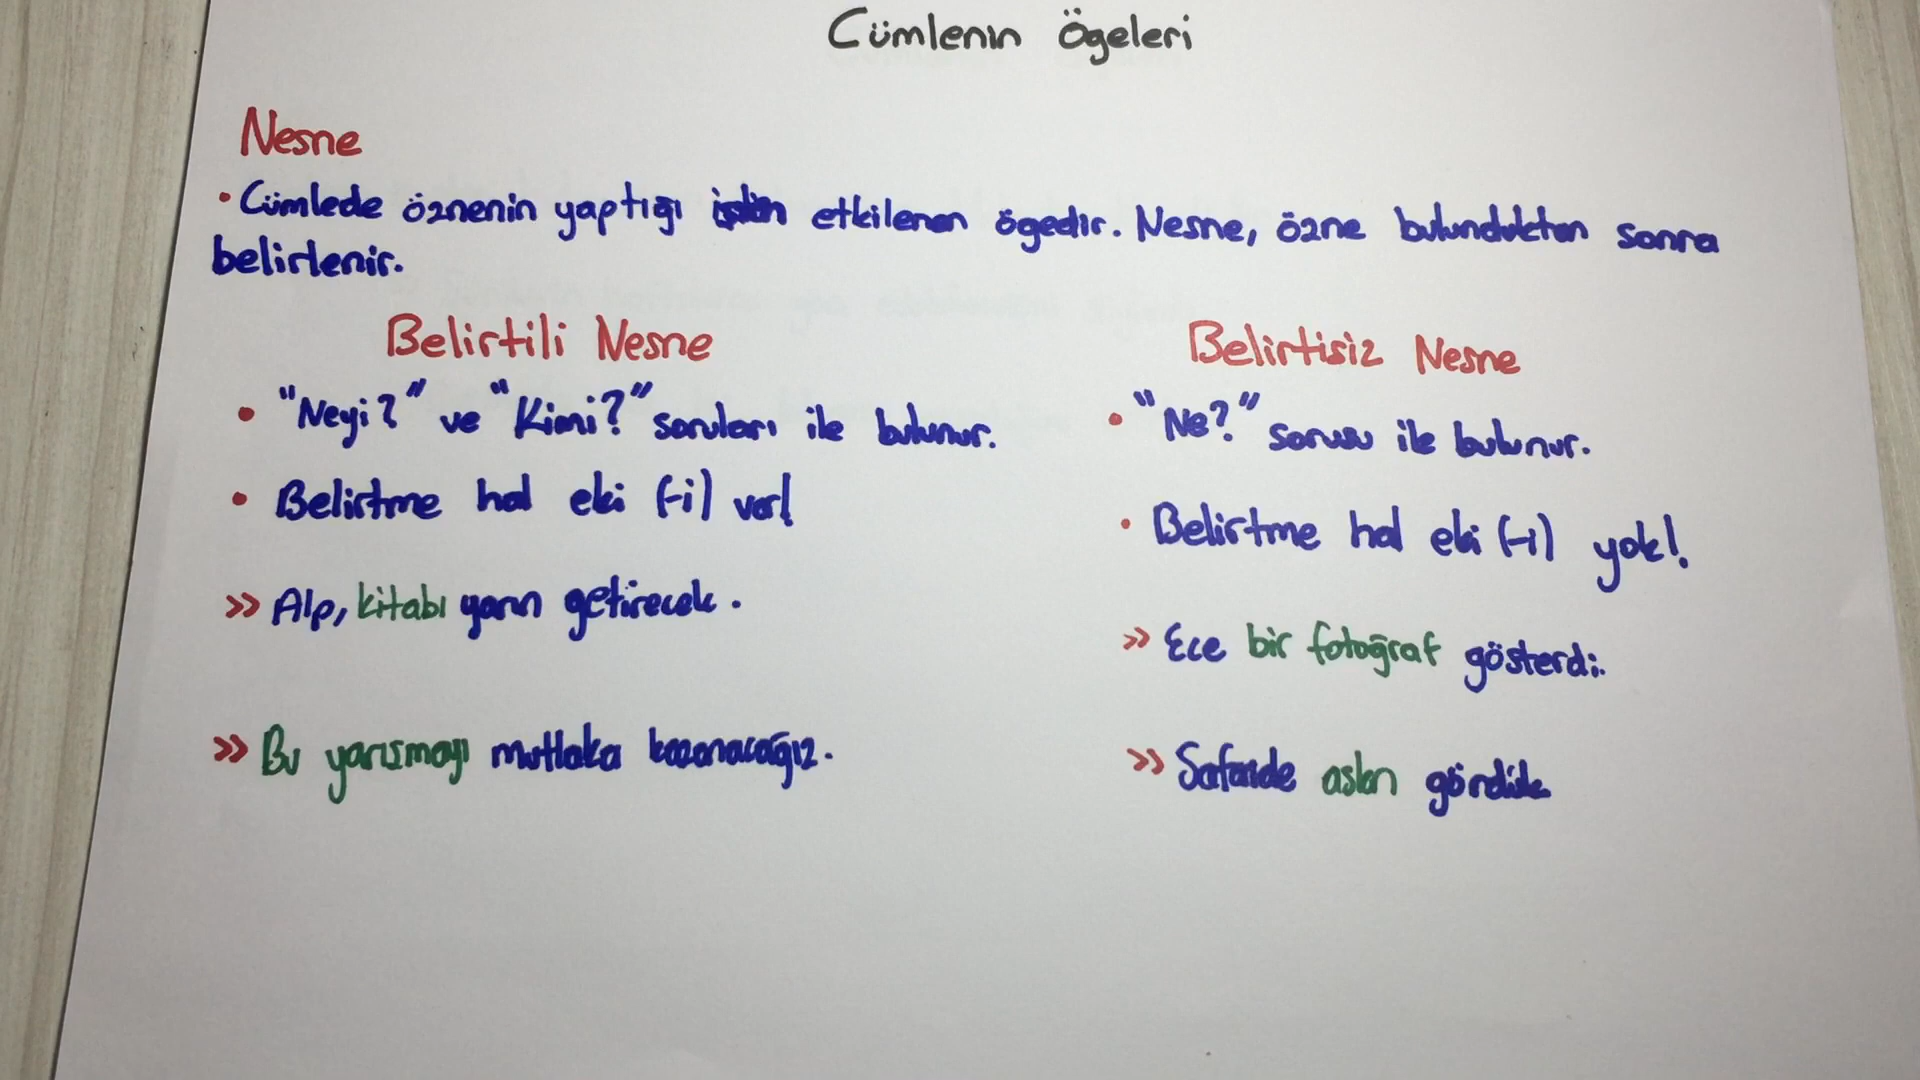 Cümlenin Ögeleri
Nesne
• Cümlede öznenin yaptığı etkilenen ögedir. Nesne, özne bulunduktan sonra
belirlenir.
Belirtili Nesne
• "Neyi?" ve "Kimi?" soruları ile bulunur.
• Belirtme hal eki (-i) var!
>> Alp, kitabı yarın getirecek.
>> Bu yarışmayı mutlaka kazanacağız.
Belirtisiz Nesne
• "Ne?" sorusu ile bulunur.
• Belirtme hal eki (-i) yok!.
>> Ece bir fotoğraf gösterdi.
>> Safaride aslan gördük